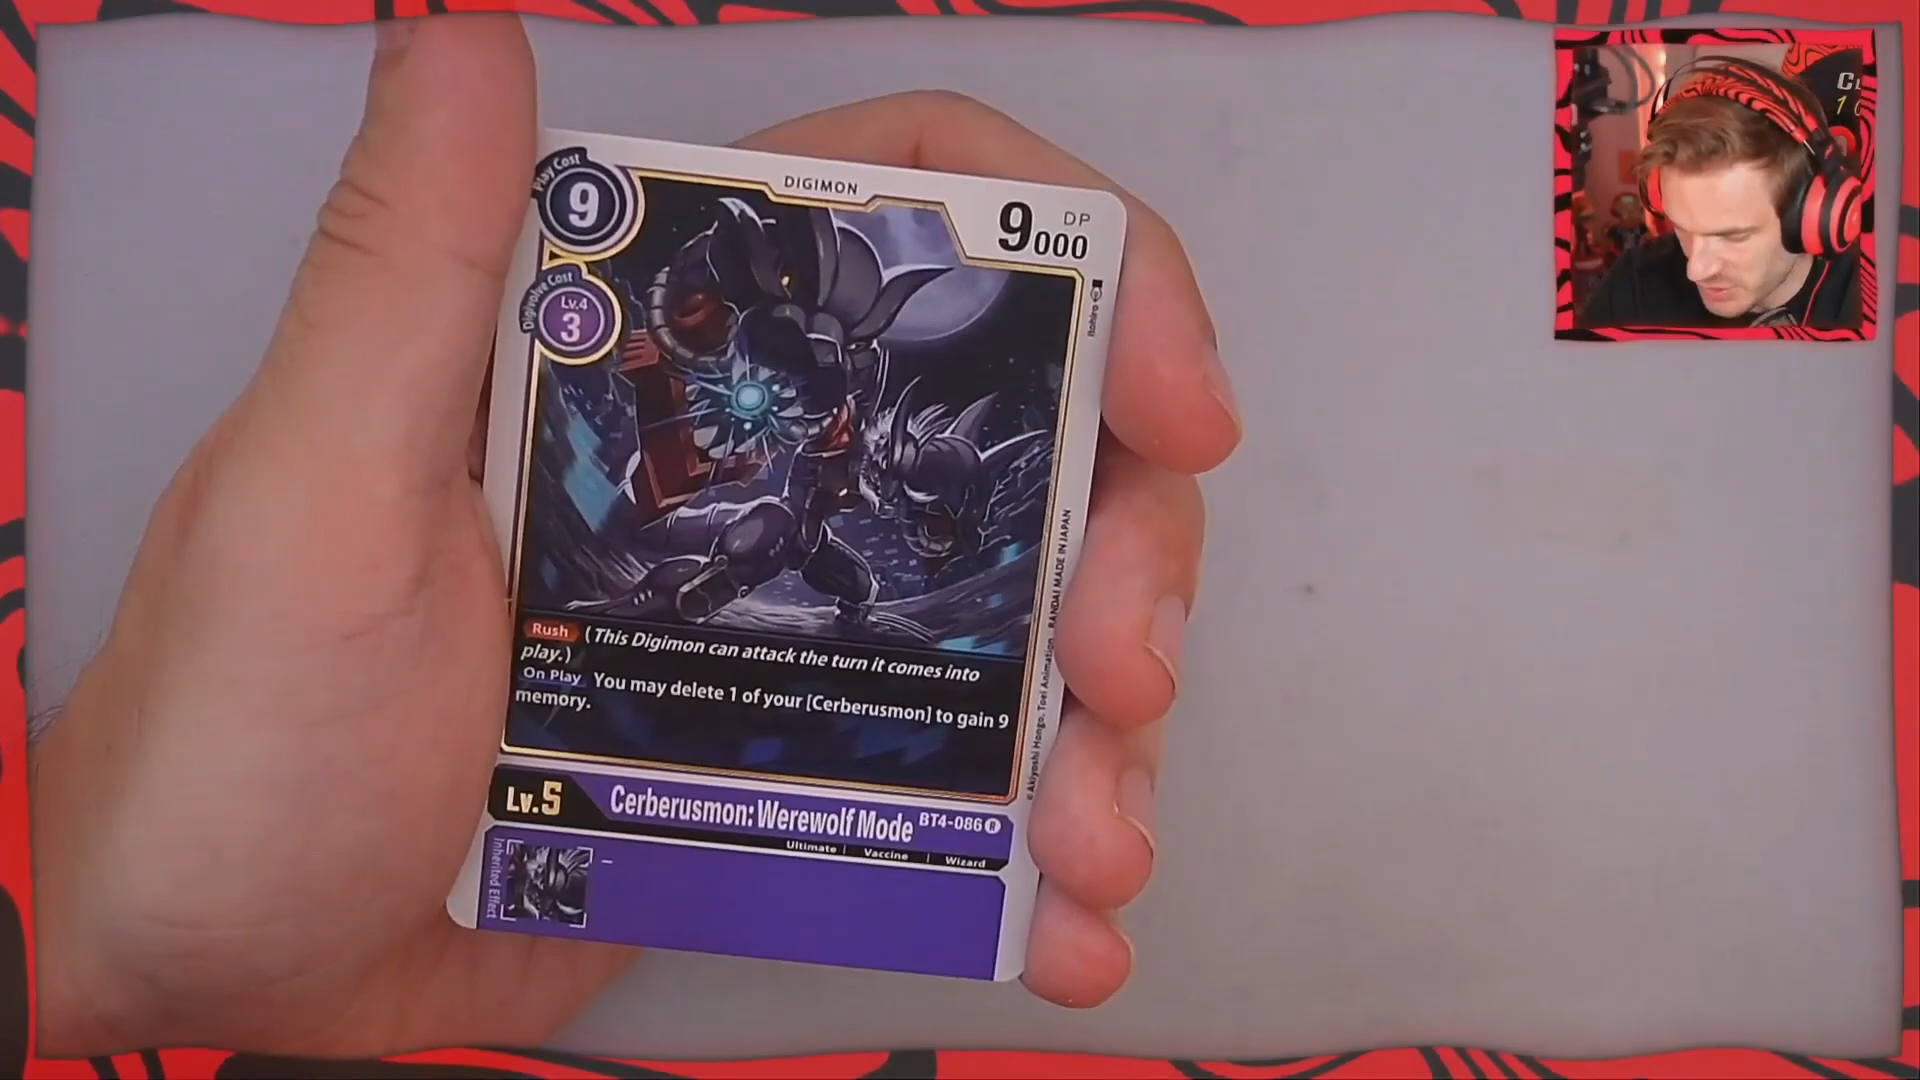 Play Cost
9
DIGIMON
DP
9000
Digivolve Cost
Lv.4
3
Rush (This Digimon can attack the turn it comes into
play.)
On Play You may delete 1 of your [Cerberusmon] to gain 9
memory.
©Akiyoshi Hongo, Toei Animation BANDAI MADE IN JAPAN
Lv.5
Cerberusmon: Werewolf Mode
BT4-086 R
Ultimate | Vaccine | Wizard
Inherited Effect
–